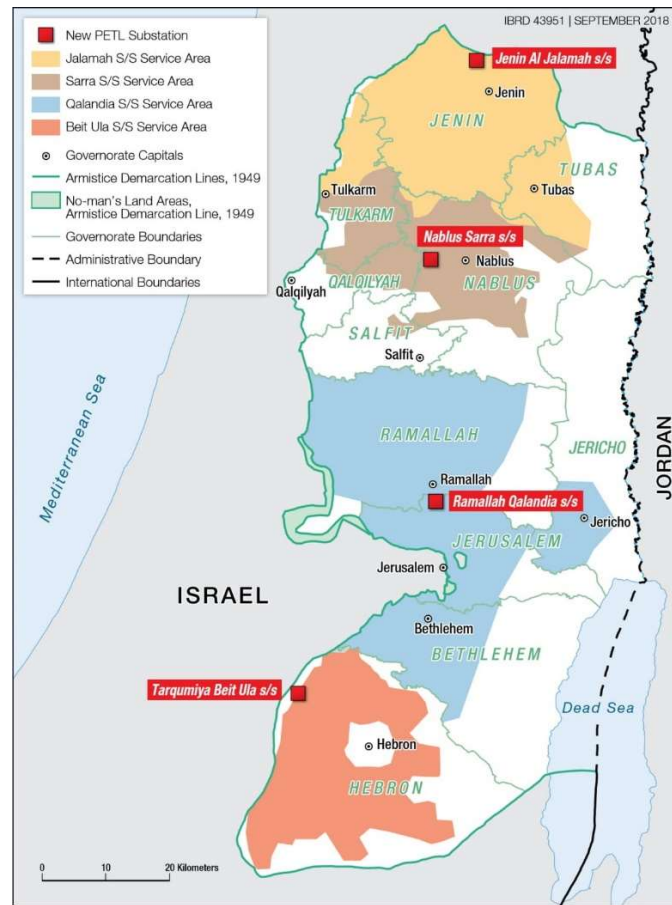 IBRD 43951 | SEPTEMBER 2018
New PETL Substation
Jalamah S/S Service Area
Sarra S/S Service Area
Qalandia S/S Service Area
Beit Ula S/S Service Area
Governorate Capitals
Armistice Demarcation Lines, 1949
No-man's Land Areas,
Armistice Demarcation Line, 1949
Governorate Boundaries
Administrative Boundary
International Boundaries
Jenin Al Jalamah s/s
Jenin
JENIN
TUBAS
Tubas
Tulkarm
TULKARM
Nablus Sarra s/s
Nablus
NABLUS
Qalqilyah
QALQILYAH
SALFIT
Salfit
Mediterranean Sea
RAMALLAH
JERICHO
JORDAN
Ramallah
Ramallah Qalandia s/s
Jericho
JERUSALEM
Jerusalem
ISRAEL
Bethlehem
BETHLEHEM
Tarqumiya Beit Ula s/s
Dead Sea
Hebron
HEBRON
0 10 20 Kilometers